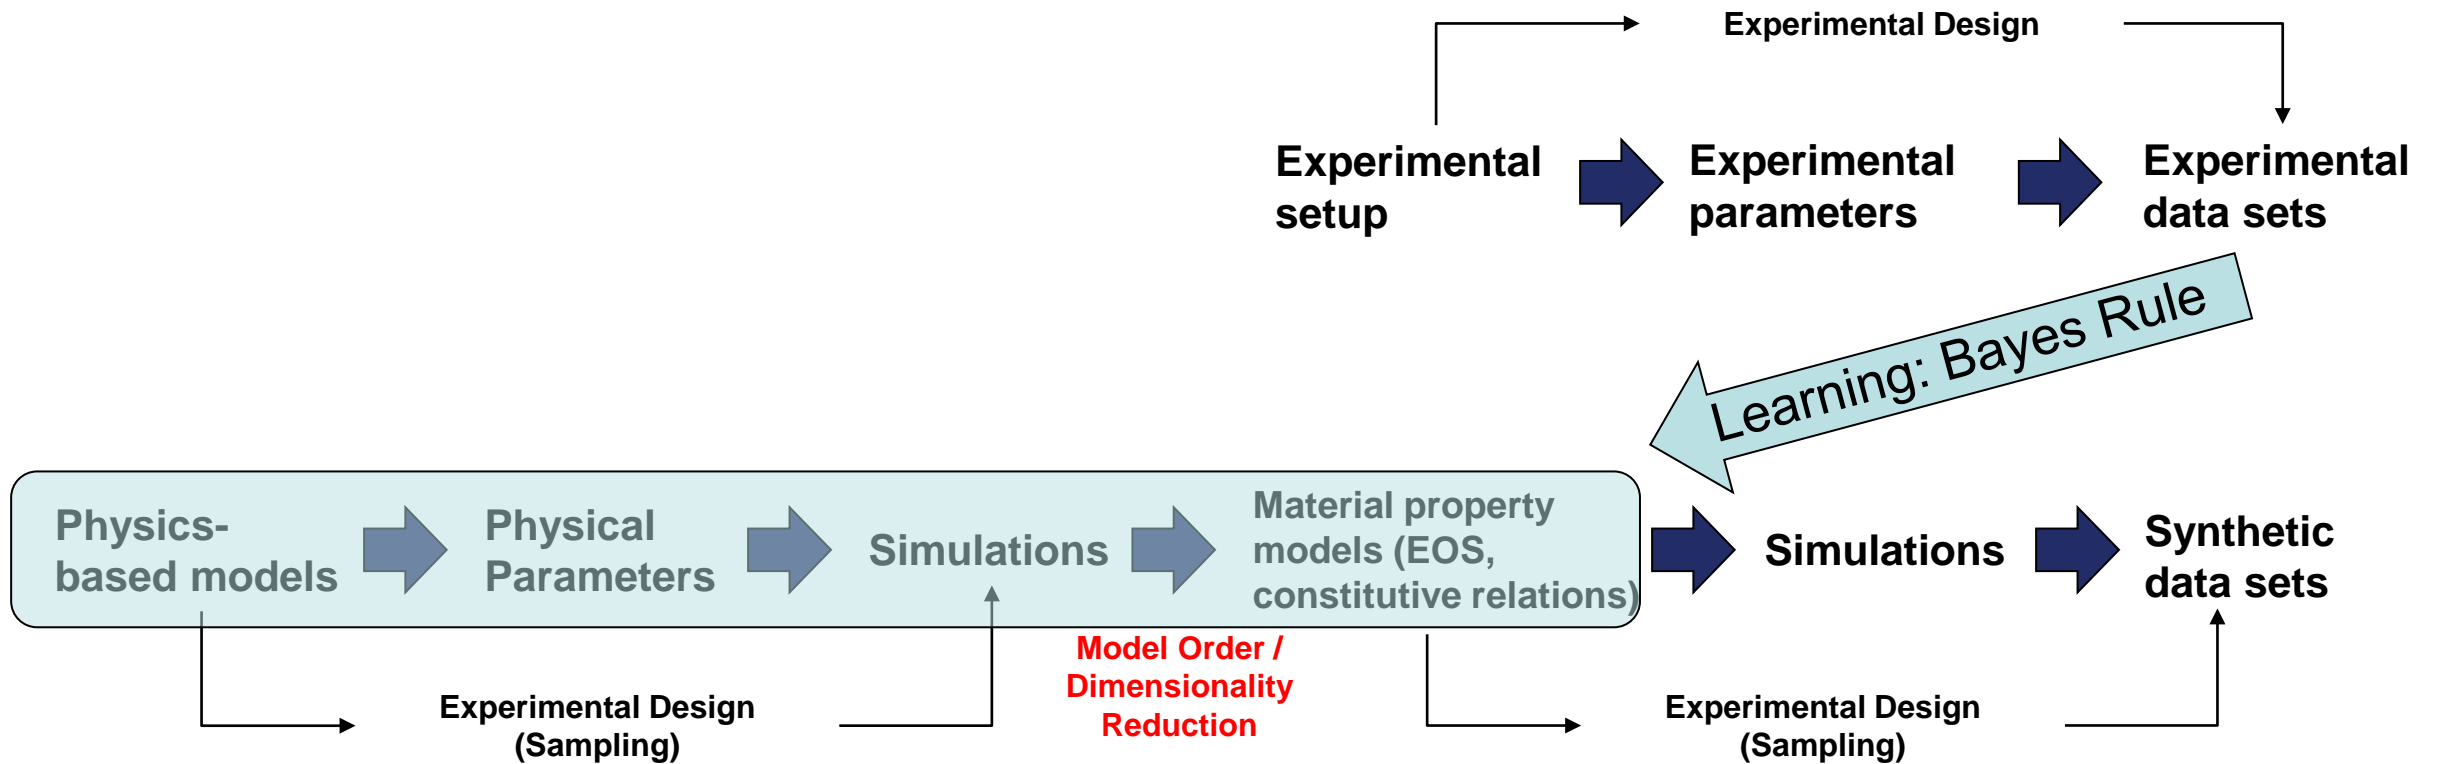 Experimental Design
Experimental
setup
Experimental
parameters
Experimental
data sets
Learning: Bayes Rule
Physics-
based models
Physical
Parameters
Simulations
Material property
models (EOS,
constitutive relations)
Simulations
Synthetic
data sets
Model Order /
Dimensionality
Reduction
Experimental Design
(Sampling)
Experimental Design
(Sampling)